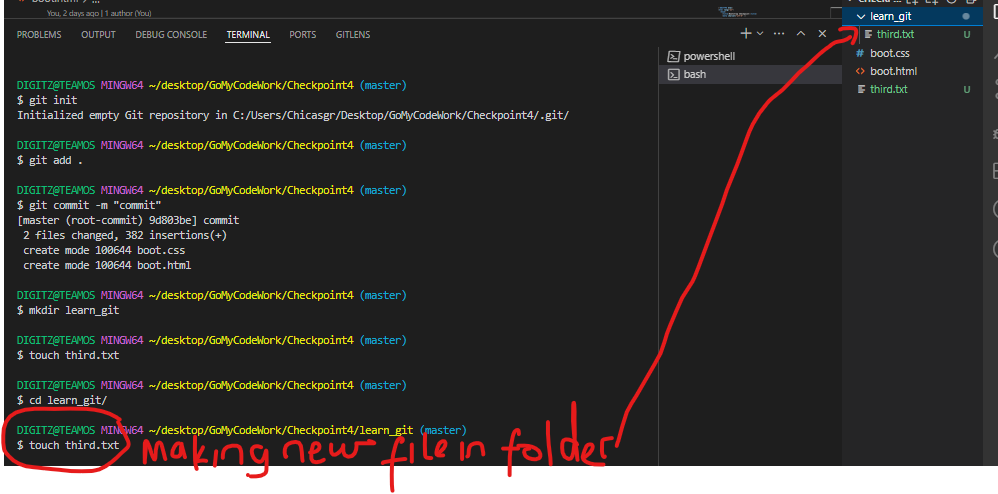 You, 2 days ago | 1 author (You)
PROBLEMS OUTPUT DEBUG CONSOLE TERMINAL PORTS GITLENS
powershell
bash
DIGITZ@TEAMOS MINGW64 ~/desktop/GoMyCodeWork/Checkpoint4 (master)
$ git init
Initialized empty Git repository in C:/Users/Chicasgr/Desktop/GoMyCodeWork/Checkpoint4/.git/
DIGITZ@TEAMOS MINGW64 ~/desktop/GoMyCodeWork/Checkpoint4 (master)
$ git add .
DIGITZ@TEAMOS MINGW64 ~/desktop/GoMyCodeWork/Checkpoint4 (master)
$ git commit -m "commit"
[master (root-commit) 9d803be] commit
2 files changed, 382 insertions(+)
create mode 100644 boot.css
create mode 100644 boot.html
DIGITZ@TEAMOS MINGW64 ~/desktop/GoMyCodeWork/Checkpoint4 (master)
$ mkdir learn_git
DIGITZ@TEAMOS MINGW64 ~/desktop/GoMyCodeWork/Checkpoint4 (master)
$ touch third.txt
DIGITZ@TEAMOS MINGW64 ~/desktop/GoMyCodeWork/Checkpoint4 (master)
$ cd learn_git/
DIGITZ@TEAMOS MINGW64 ~/desktop/GoMyCodeWork/Checkpoint4/learn_git (master)
$ touch third.txt
Making new file in folder
learn_git
third.txt U
# boot.css
<> boot.html
third.txt U